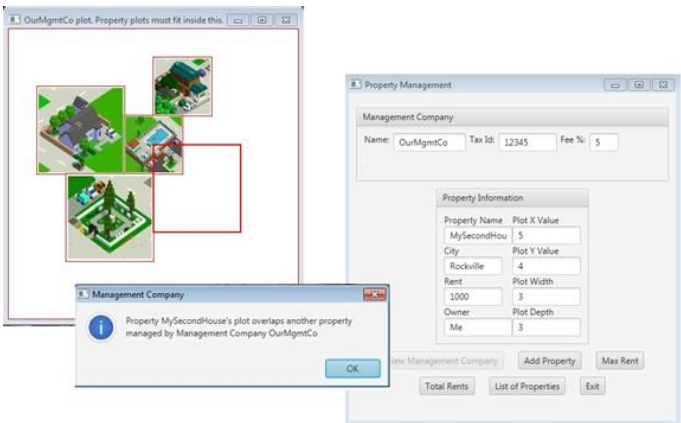 OurMgmtCo plot. Property plots must fit inside this.
Property Management
Management Company
Name: OurMgmtCo Tax Id: 12345 Fee %: 5
Property Information
Property Name Plot X Value
MySecondHou 5
City Plot Y Value
Rockville 4
Rent Plot Width
1000 3
Owner Plot Depth
Me 3
New Management Company Add Property Max Rent
Total Rents List of Properties Exit
Management Company
Property MySecondHouse's plot overlaps another property
managed by Management Company OurMgmtCo
OK